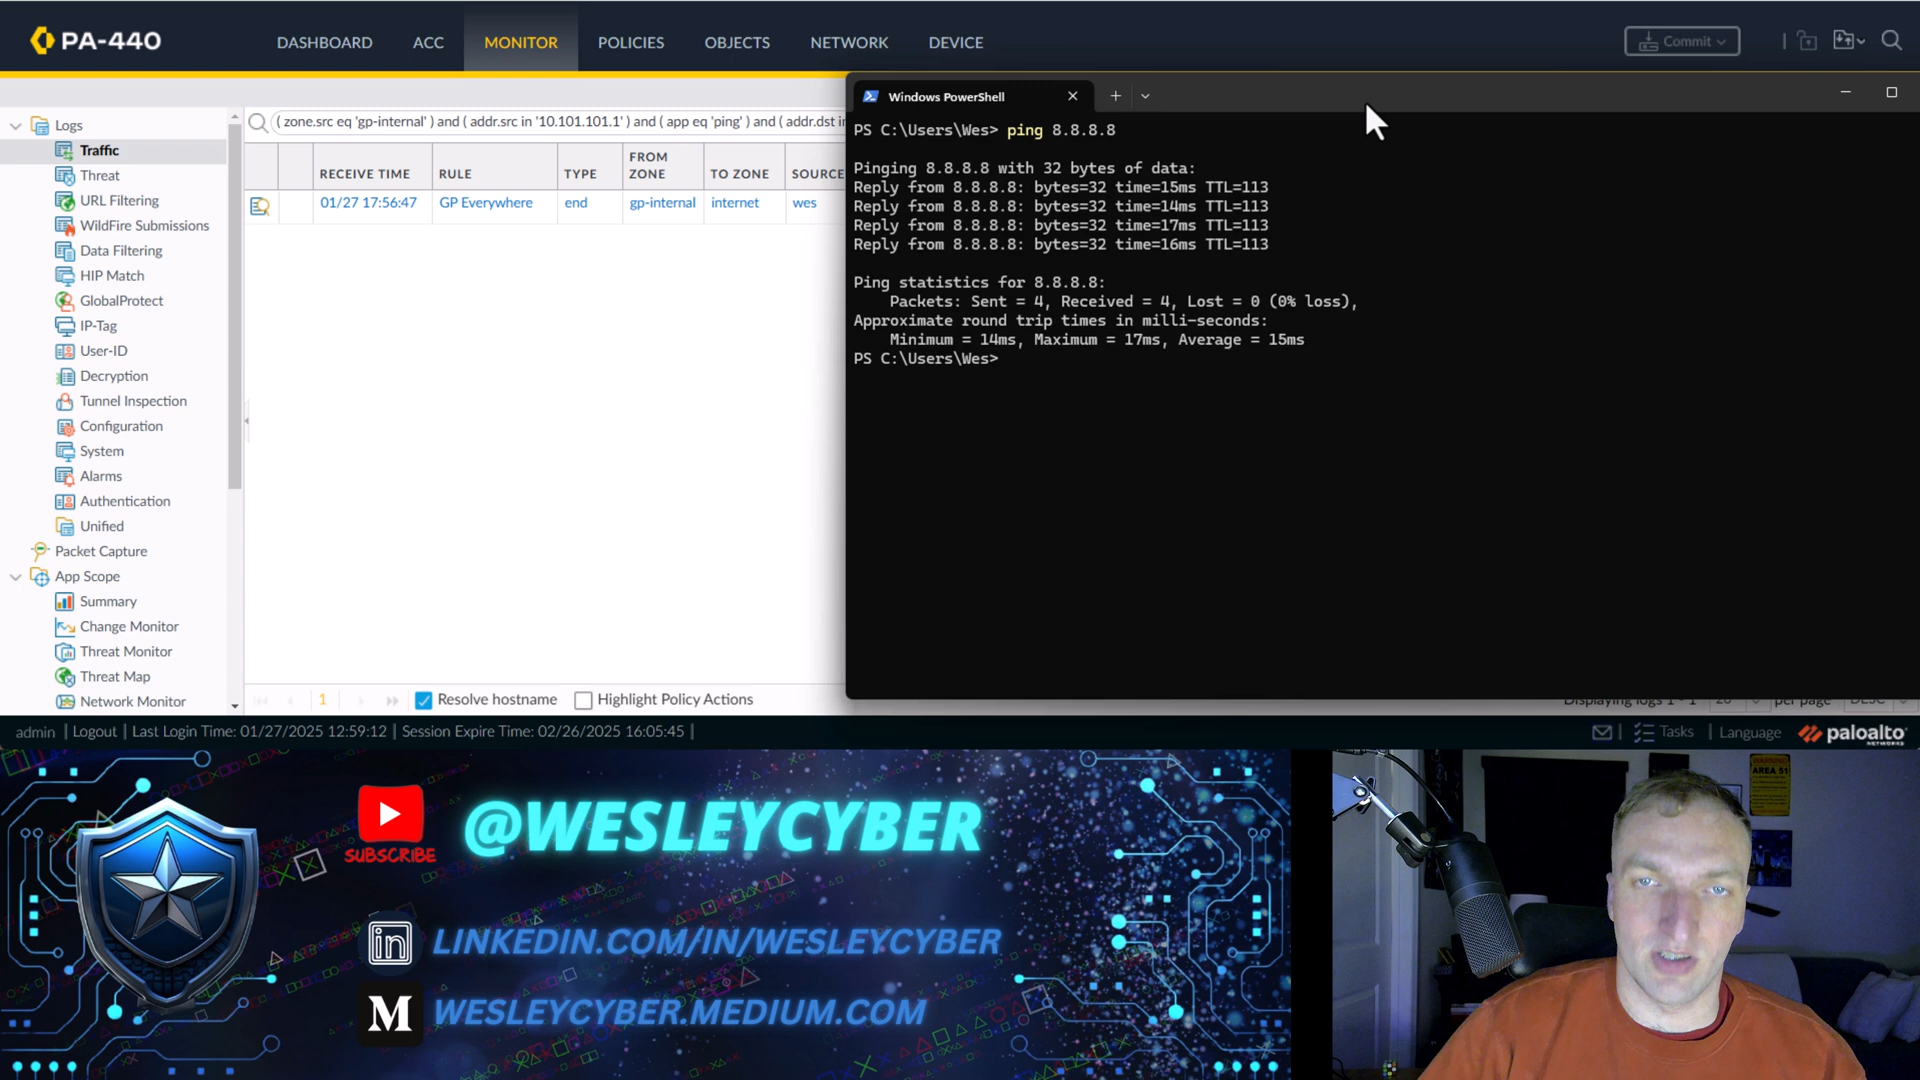 PA-440
DASHBOARD
ACC
MONITOR
POLICIES
OBJECTS
NETWORK
DEVICE
Commit
Logs
Traffic
Threat
URL Filtering
WildFire Submissions
Data Filtering
HIP Match
GlobalProtect
IP-Tag
User-ID
Decryption
Tunnel Inspection
Configuration
System
Alarms
Authentication
Unified
Packet Capture
App Scope
Summary
Change Monitor
Threat Monitor
Threat Map
Network Monitor
( zone.src eq 'gp-internal' ) and ( addr.src in '10.101.101.1' ) and ( app eq 'ping' ) and ( addr.dst in
RECEIVE TIME
RULE
TYPE
FROM ZONE
TO ZONE
SOURCE
01/27 17:56:47
GP Everywhere
end
gp-internal
internet
wes
1
Resolve hostname
Highlight Policy Actions
Windows PowerShell
PS C:\Users\Wes> ping 8.8.8.8
Pinging 8.8.8.8 with 32 bytes of data:
Reply from 8.8.8.8: bytes=32 time=15ms TTL=113
Reply from 8.8.8.8: bytes=32 time=14ms TTL=113
Reply from 8.8.8.8: bytes=32 time=17ms TTL=113
Reply from 8.8.8.8: bytes=32 time=16ms TTL=113
Ping statistics for 8.8.8.8:
Packets: Sent = 4, Received = 4, Lost = 0 (0% loss),
Approximate round trip times in milli-seconds:
Minimum = 14ms, Maximum = 17ms, Average = 15ms
PS C:\Users\Wes>
Displaying logs 1 - 1
20
per page
DESC
admin | Logout | Last Login Time: 01/27/2025 12:59:12 | Session Expire Time: 02/26/2025 16:05:45 |
Tasks | Language
paloalto
NETWORKS
SUBSCRIBE
@WESLEYCYBER
in
LINKEDIN.COM/IN/WESLEYCYBER
M
WESLEYCYBER.MEDIUM.COM
WARNING
AREA 51